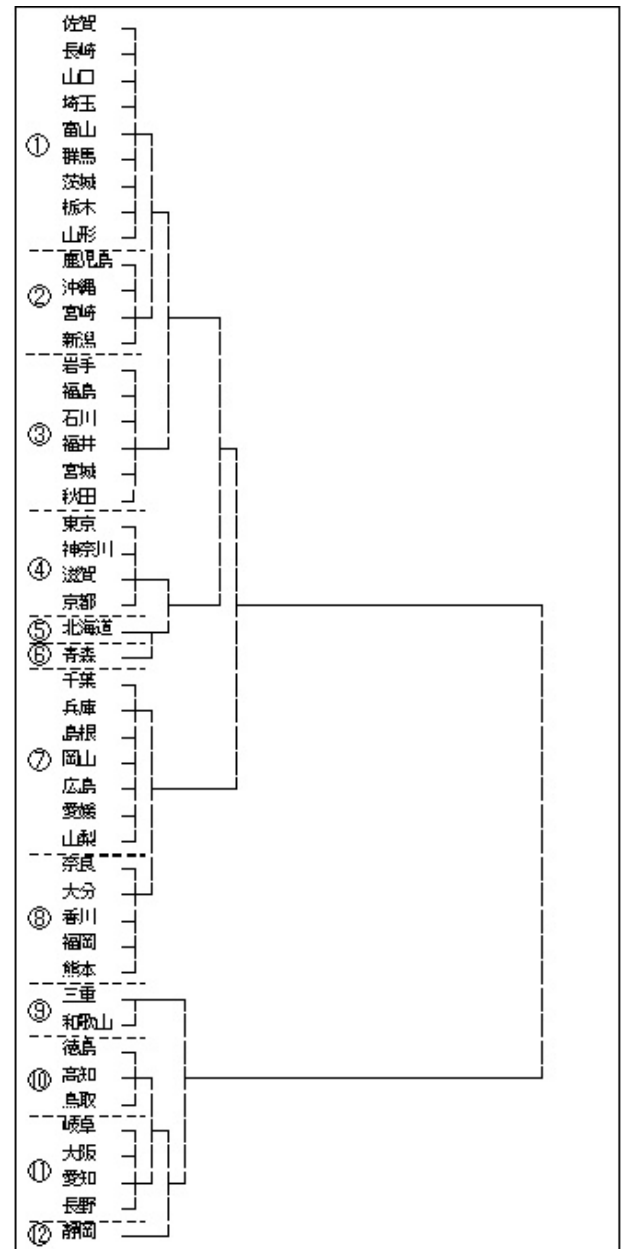 佐賀
長崎
山口
埼玉
① 富山
群馬
茨城
栃木
山形
鹿児島
② 沖縄
宮崎
新潟
岩手
福島
③ 石川
福井
宮城
秋田
東京
④ 神奈川
滋賀
京都
⑤ 北海道
⑥ 青森
千葉
兵庫
島根
⑦ 岡山
広島
愛媛
山梨
奈良
大分
⑧ 香川
福岡
熊本
⑨ 三重
和歌山
徳島
⑩ 高知
鳥取
岐阜
大阪
⑪ 愛知
長野
⑫ 静岡